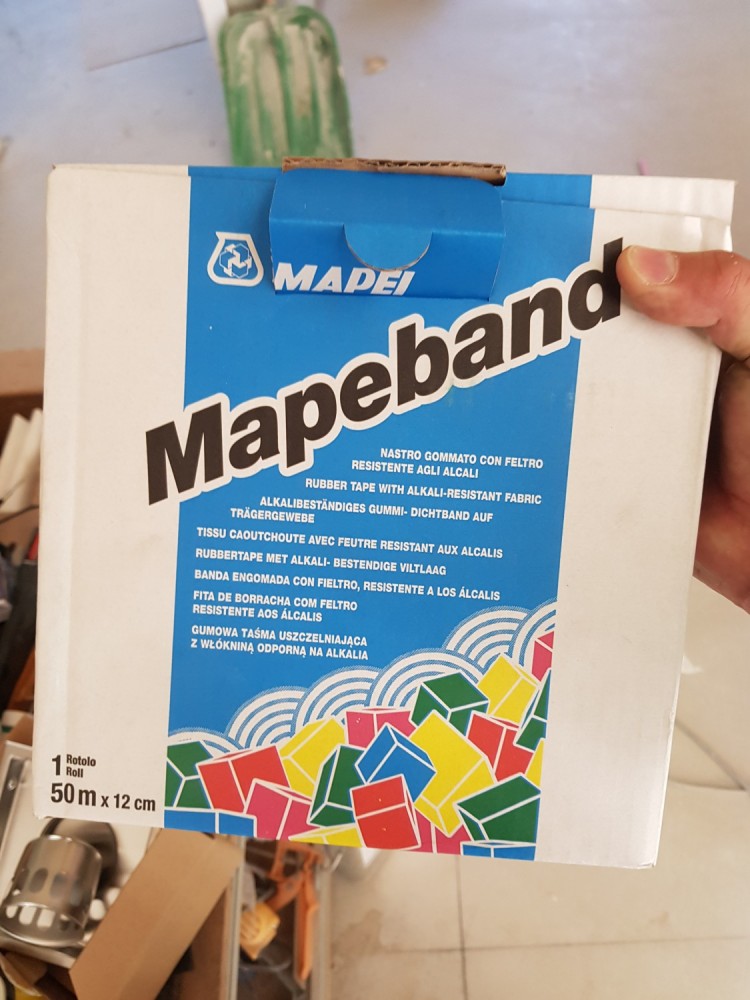 MAPEI
Mapeband
NASTRO GOMMATO CON FELTRO
RESISTENTE AGLI ALCALI
RUBBER TAPE WITH ALKALI-RESISTANT FABRIC
ALKALIBESTÄNDIGES GUMMI- DICHTBAND AUF
TRÄGERGEWEBE
TISSU CAOUTCHOUTE AVEC FEUTRE RESISTANT AUX ALCALIS
RUBBERTAPE MET ALKALI- BESTENDIGE VILTLAAG
BANDA ENGOMADA CON FIELTRO, RESISTENTE A LOS ÁLCALIS
FITA DE BORRACHA COM FELTRO
RESISTENTE AOS ÁLCALIS
GUMOWA TAŚMA USZCZELNIAJĄCA
Z WŁÓKNINĄ ODPORNĄ NA ALKALIA
1 Rotolo
Roll
50 m x 12 cm